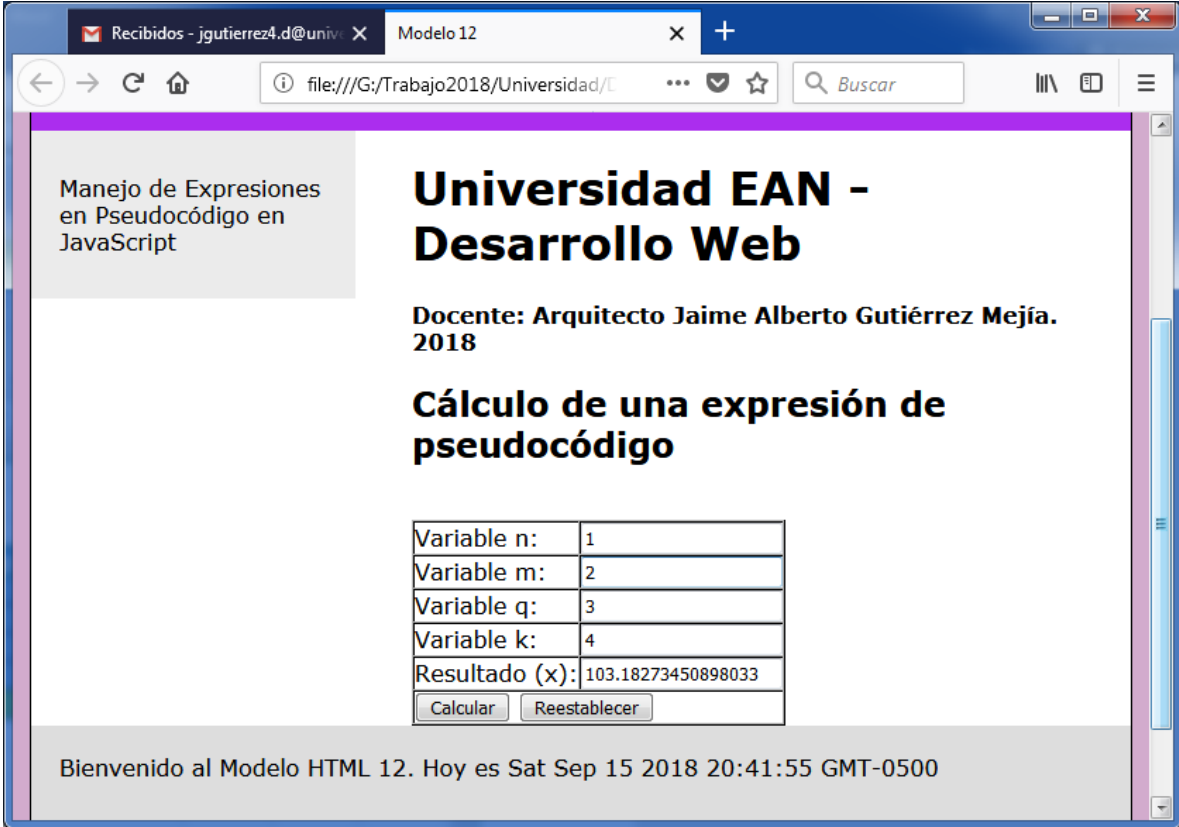 Recibidos - jgutierrez4.d@unive
Modelo 12
file:///G:/Trabajo2018/Universidad/D
Buscar
Manejo de Expresiones
en Pseudocódigo en
JavaScript
Universidad EAN -
Desarrollo Web
Docente: Arquitecto Jaime Alberto Gutiérrez Mejía.
2018
Cálculo de una expresión de
pseudocódigo
Variable n: 1
Variable m: 2
Variable q: 3
Variable k: 4
Resultado (x): 103.18273450898033
Calcular Reestablecer
Bienvenido al Modelo HTML 12. Hoy es Sat Sep 15 2018 20:41:55 GMT-0500